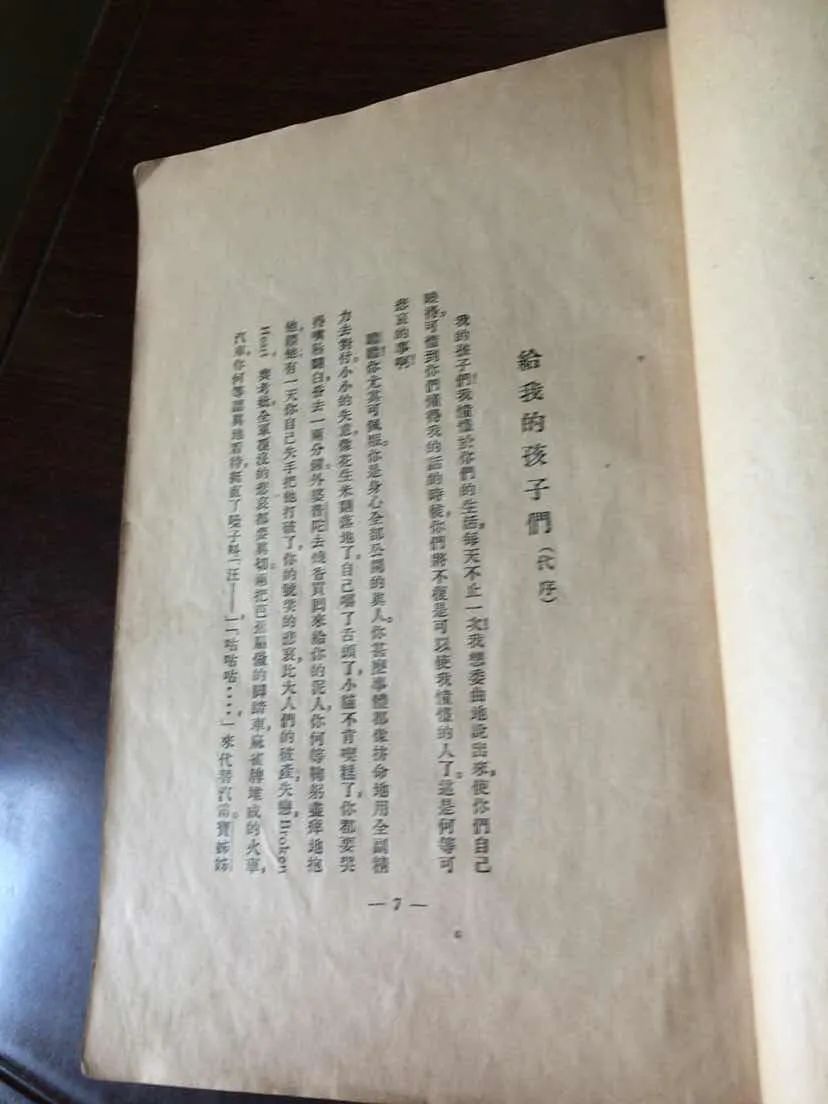 給我的孩子們（代序）
我的孩子們！我憧憬於你們的生活，每天不止一次！我想委曲地說出來，使你們自己
曉得。可惜到你們懂得我的話的時候，你們將不復是可以使我憧憬的人了。這是何等可
悲哀的事啊！
瞻瞻！你尤其可佩服。你是身心全部公開的真人。你甚麼事體都像拚命地用全副精
力去對付。小小的失意，像花生米翻落地了，自己嚼了舌頭了，小貓不肯喫糕了，你都要哭
得嘴脣翻白，昏去一兩分鐘。外婆普陀去燒香買回來給你的泥人，你何等鞠躬盡瘁地抱
他，餵他；有一天你自己失手把他打破了，你的號哭的悲哀，比大人們的破產，失戀，Broken
Heart，喪考妣，全軍覆沒的悲哀都要真切。兩把芭蕉扇做的脚踏車，麻雀牌堆成的火車，
汽車，你何等認真地看待，挺直了嗓子叫「汪——，」「咕咕咕……，」來代替汽笛。寶姊姊
— 7 —